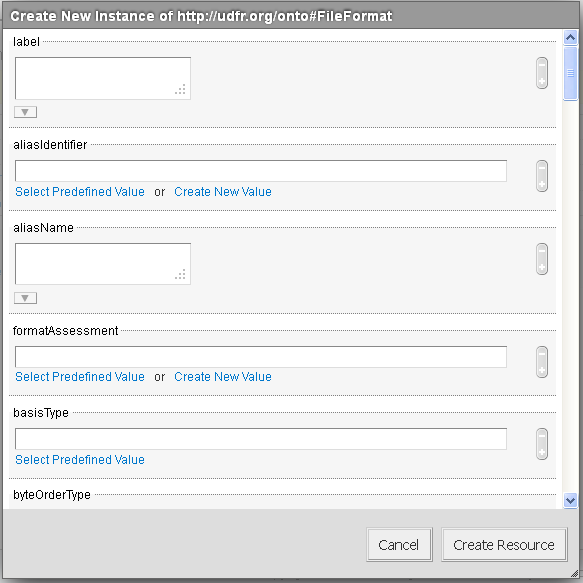 Create New Instance of http://udfr.org/onto#FileFormat
label
aliasIdentifier
Select Predefined Value or Create New Value
aliasName
formatAssessment
Select Predefined Value or Create New Value
basisType
Select Predefined Value
byteOrderType
Cancel Create Resource